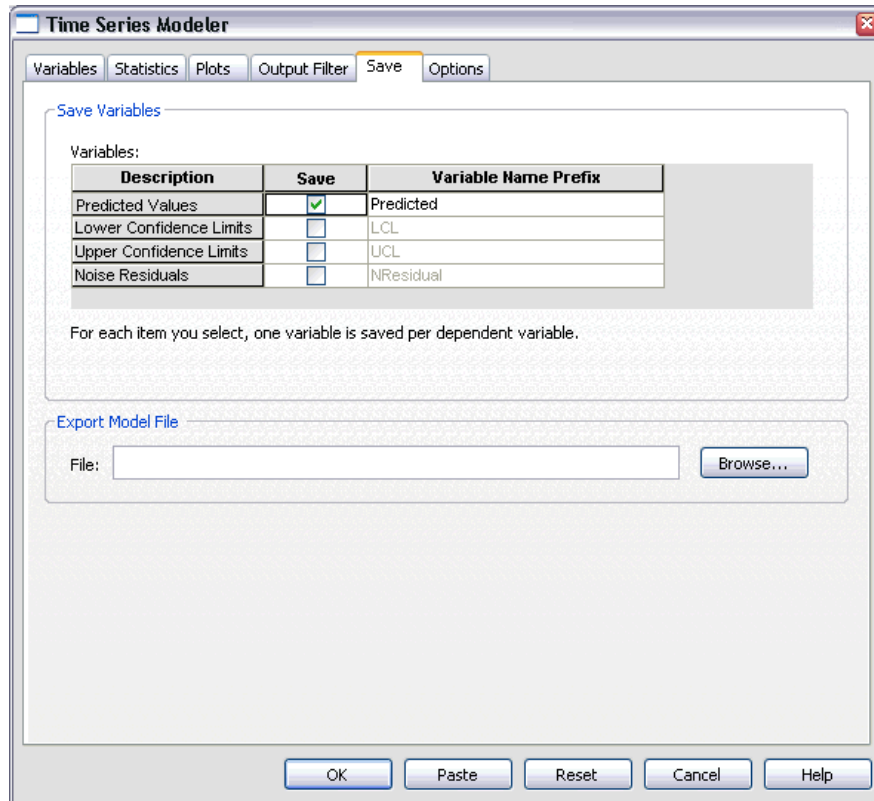 Time Series Modeler
Variables Statistics Plots Output Filter Save Options
Save Variables
Variables:
Description Save Variable Name Prefix
Predicted Values Predicted
Lower Confidence Limits LCL
Upper Confidence Limits UCL
Noise Residuals NResidual
For each item you select, one variable is saved per dependent variable.
Export Model File
File: Browse...
OK Paste Reset Cancel Help